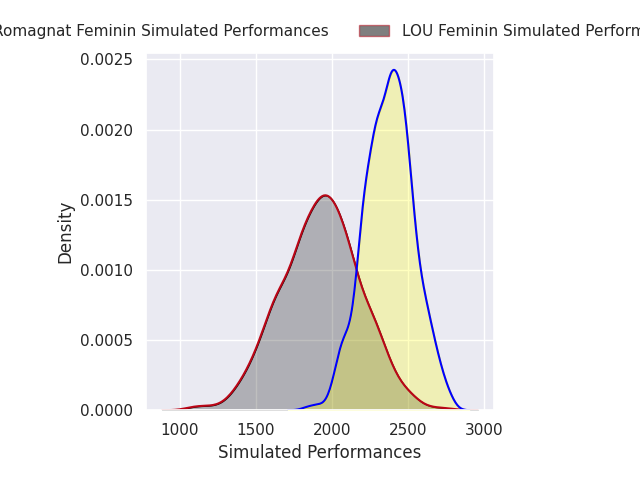 Romagnat Feminin Simulated Performances LOU Feminin Simulated
0.0025
0.0020
0.0015
0.0010
0.0005
0.0000
Density
1000 1500 2000 2500 3000
Simulated Performances